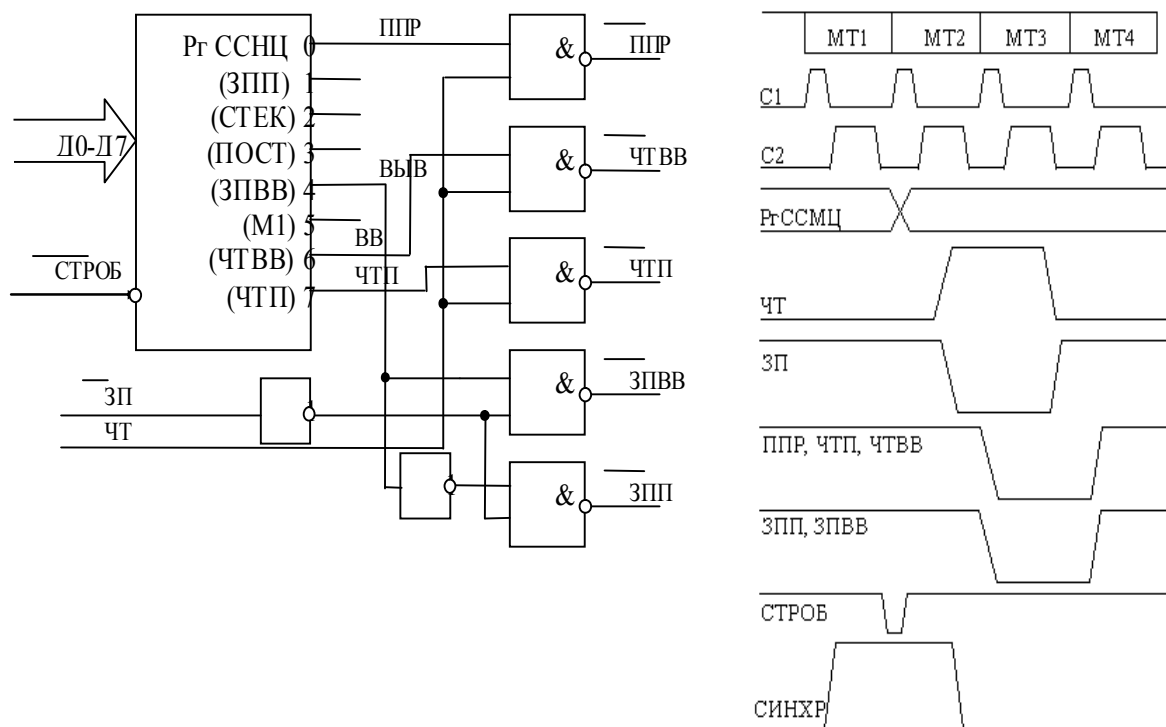 Рг ССНЦ 0
(ЗПП) 1
(СТЕК) 2
(ПОСТ) 3
(ЗПВВ) 4
(М1) 5
(ЧТВВ) 6
(ЧТП) 7
Д0-Д7
СТРОБ
ЗП
ЧТ
ППР
ВЫВ
ВВ
ЧТП
&
ППР
&
ЧТВВ
&
ЧТП
&
ЗПВВ
&
ЗПП
МТ1 МТ2 МТ3 МТ4
С1
С2
РгССМЦ
ЧТ
ЗП
ППР, ЧТП, ЧТВВ
ЗПП, ЗПВВ
СТРОБ
СИНХР